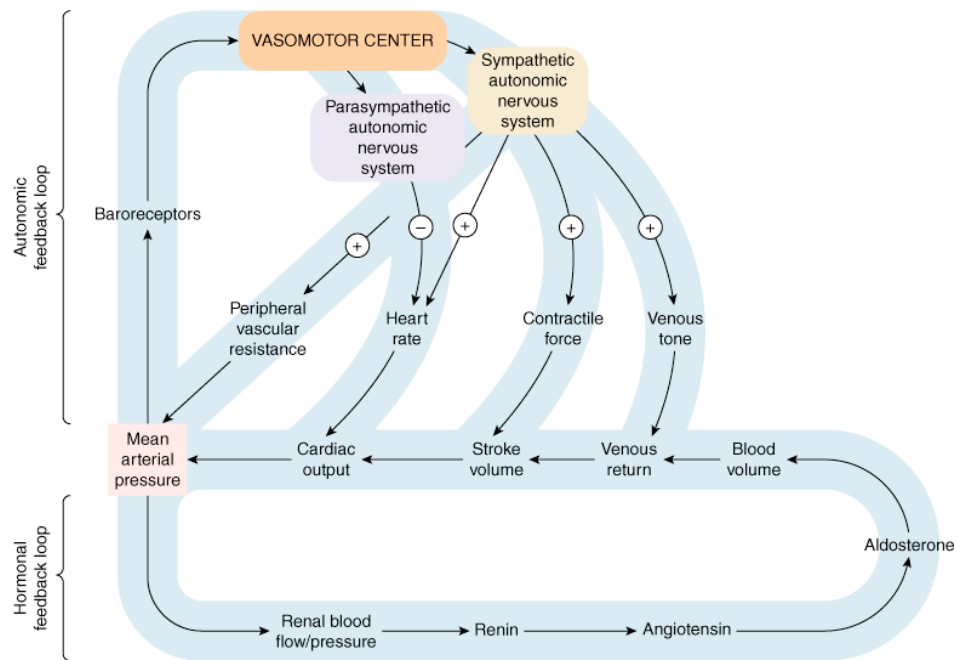 VASOMOTOR CENTER
Sympathetic
autonomic
nervous
system
Parasympathetic
autonomic
nervous
system
Autonomic
feedback loop
Baroreceptors
+
−
+
+
+
Peripheral
vascular
resistance
Heart
rate
Contractile
force
Venous
tone
Mean
arterial
pressure
Cardiac
output
Stroke
volume
Venous
return
Blood
volume
Aldosterone
Hormonal
feedback loop
Renal blood
flow/pressure
Renin
Angiotensin